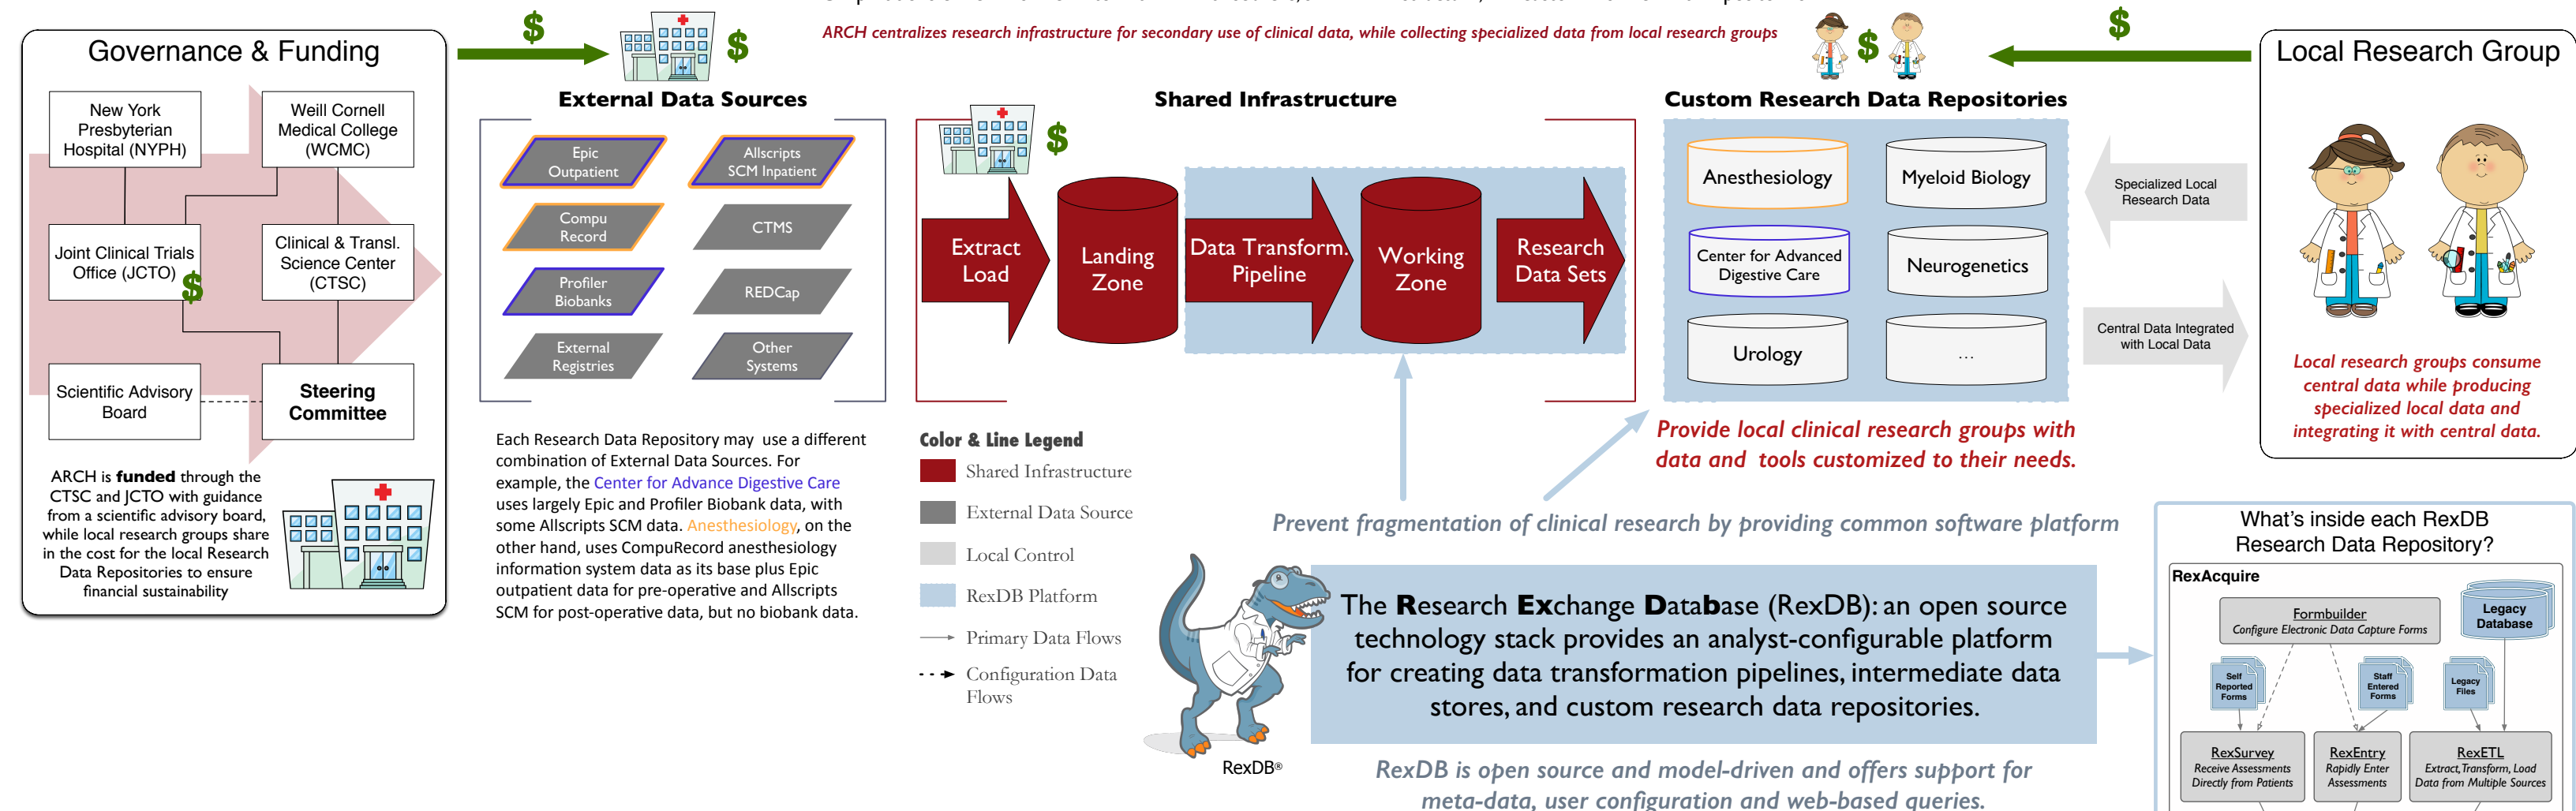 ARCH centralizes research infrastructure for secondary use of clinical data, while collecting specialized data from local research groups
$
$
$
$
Governance & Funding
New York
Presbyterian
Hospital (NYPH)
Weill Cornell
Medical College
(WCMC)
Joint Clinical Trials
Office (JCTO)
$
Clinical & Transl.
Science Center
(CTSC)
Scientific Advisory
Board
Steering
Committee
ARCH is funded through the
CTSC and JCTO with guidance
from a scientific advisory board,
while local research groups share
in the cost for the local Research
Data Repositories to ensure
financial sustainability
External Data Sources
Epic
Outpatient
Allscripts
SCM Inpatient
Compu
Record
CTMS
Profiler
Biobanks
REDCap
External
Registries
Other
Systems
Each Research Data Repository may use a different
combination of External Data Sources. For
example, the Center for Advance Digestive Care
uses largely Epic and Profiler Biobank data, with
some Allscripts SCM data. Anesthesiology, on the
other hand, uses CompuRecord anesthesiology
information system data as its base plus Epic
outpatient data for pre-operative and Allscripts
SCM for post-operative data, but no biobank data.
Shared Infrastructure
$
Extract
Load
Landing
Zone
Data Transform.
Pipeline
Working
Zone
Research
Data Sets
Color & Line Legend
Shared Infrastructure
External Data Source
Local Control
RexDB Platform
Primary Data Flows
Configuration Data
Flows
Custom Research Data Repositories
Anesthesiology
Myeloid Biology
Center for Advanced
Digestive Care
Neurogenetics
Urology
...
Provide local clinical research groups with
data and tools customized to their needs.
Specialized Local
Research Data
Central Data Integrated
with Local Data
Local Research Group
Local research groups consume
central data while producing
specialized local data and
integrating it with central data.
Prevent fragmentation of clinical research by providing common software platform
RexDB®
The Research Exchange Database (RexDB): an open source
technology stack provides an analyst-configurable platform
for creating data transformation pipelines, intermediate data
stores, and custom research data repositories.
RexDB is open source and model-driven and offers support for
meta-data, user configuration and web-based queries.
What's inside each RexDB
Research Data Repository?
RexAcquire
Formbuilder
Configure Electronic Data Capture Forms
Legacy
Database
Self
Reported
Forms
Staff
Entered
Forms
Legacy
Files
RexSurvey
Receive Assessments
Directly from Patients
RexEntry
Rapidly Enter
Assessments
RexETL
Extract, Transform, Load
Data from Multiple Sources